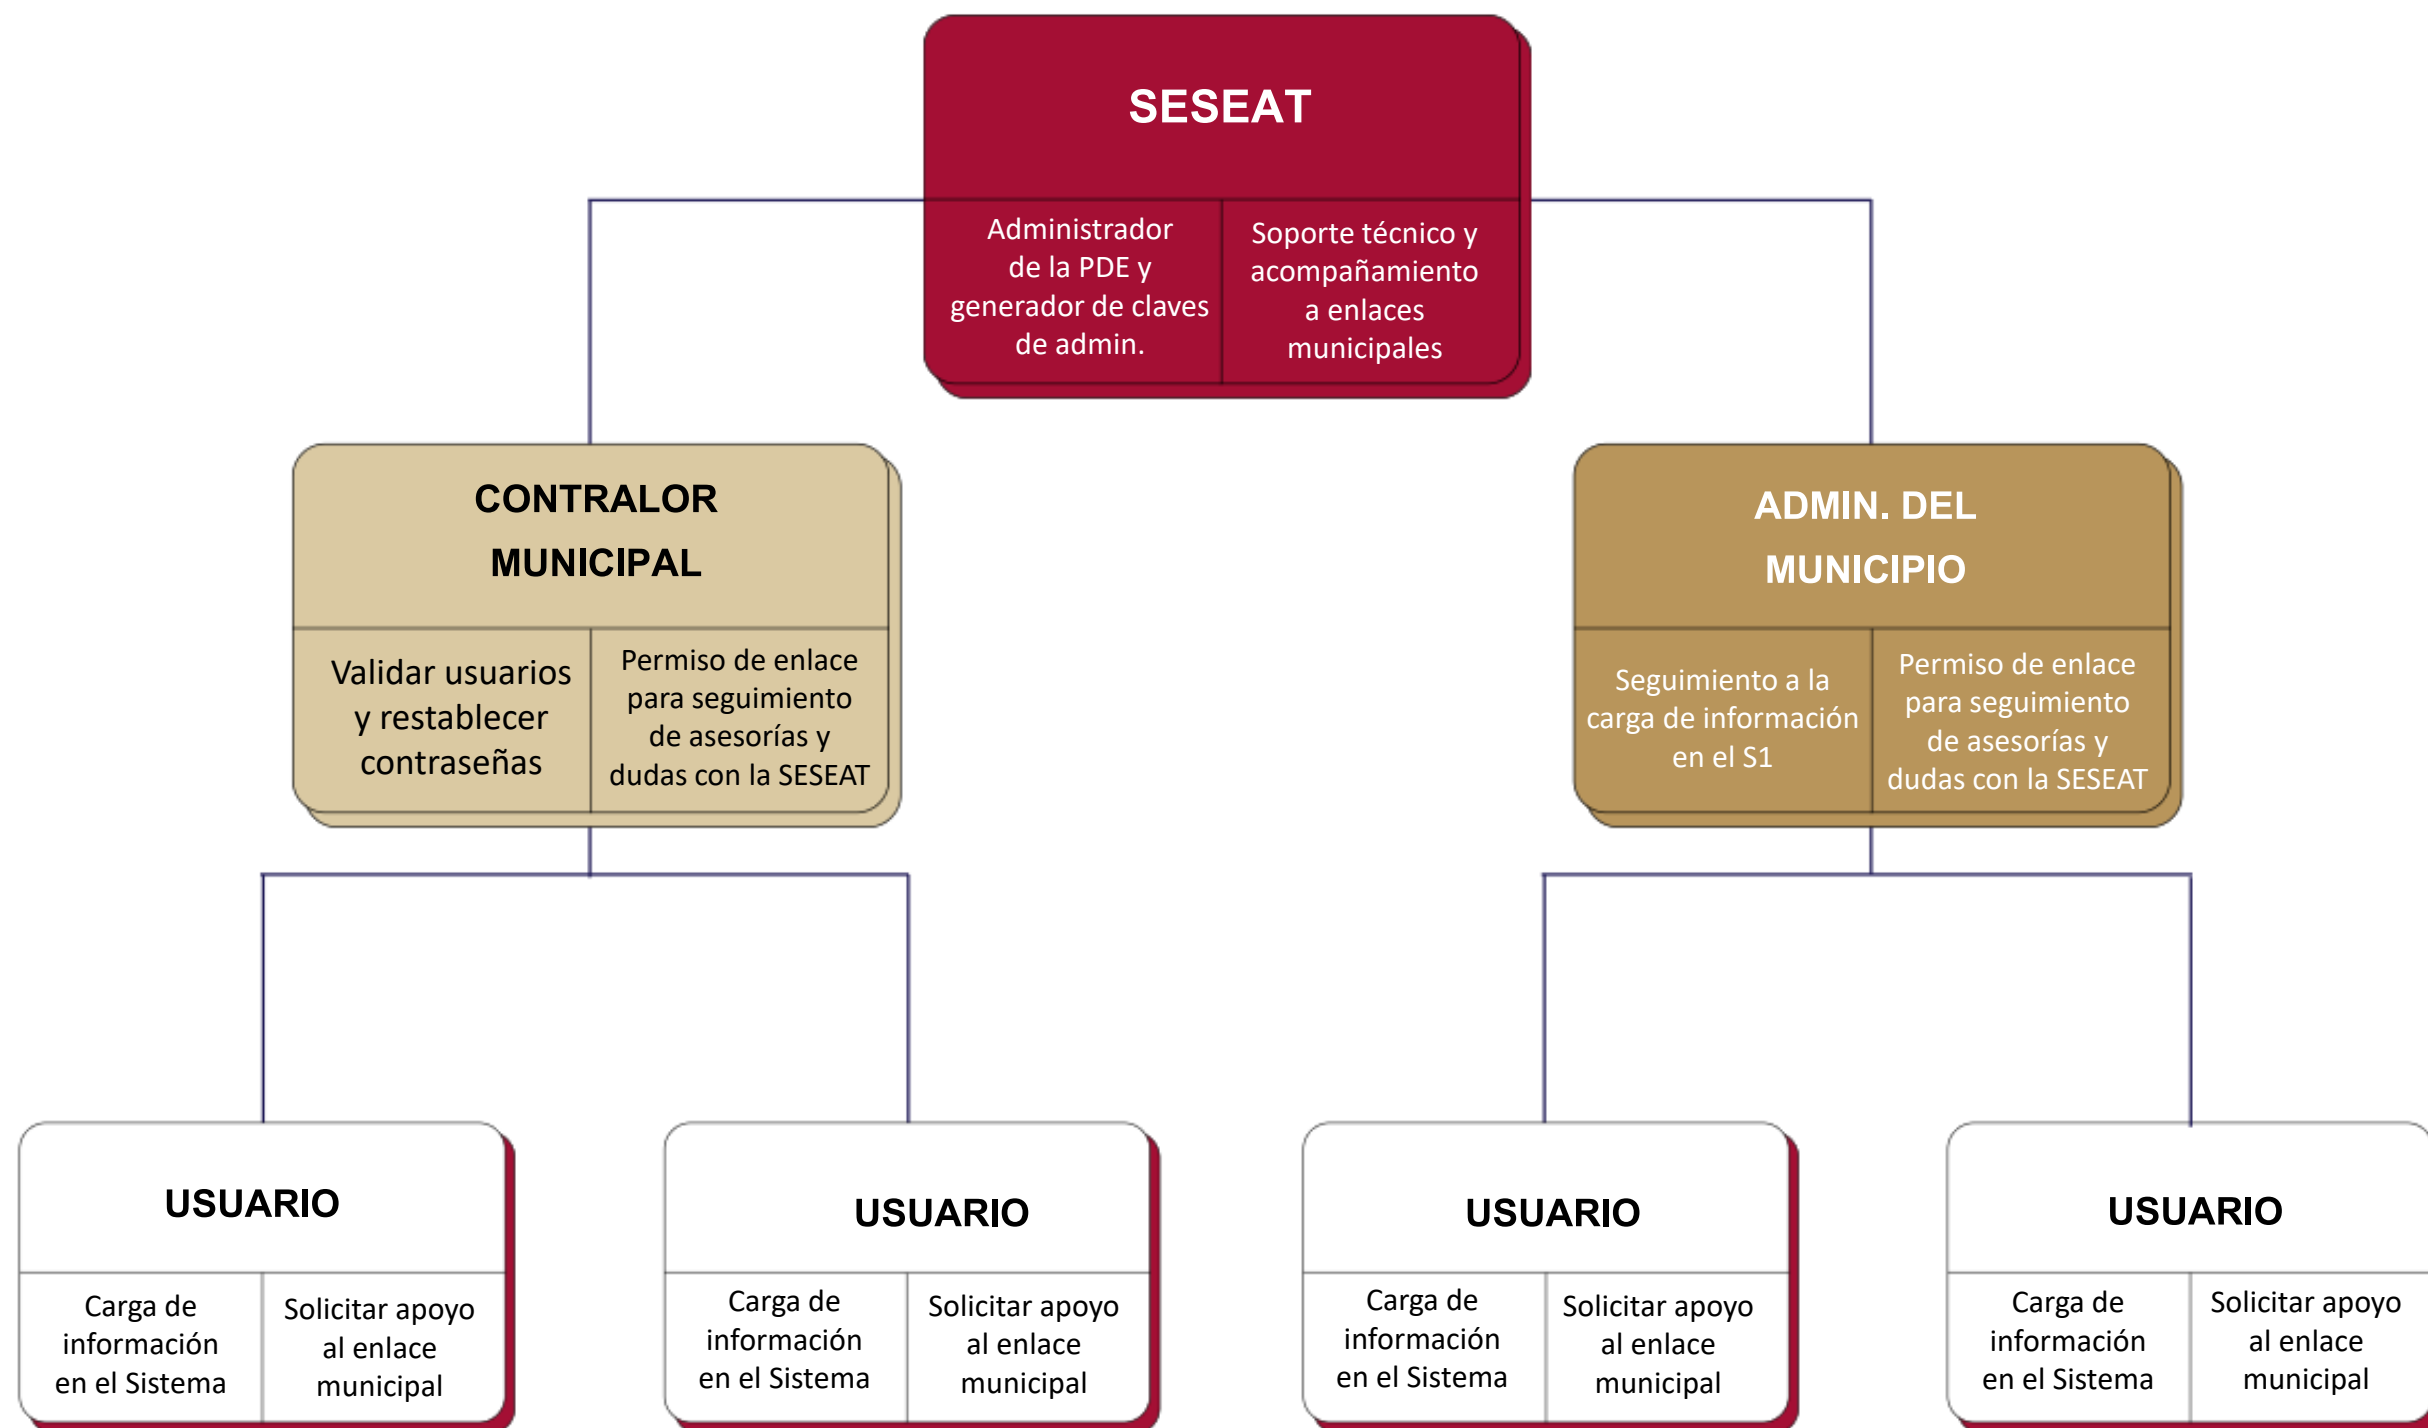 SESEAT
Administrador
de la PDE y
generador de claves
de admin.
Soporte técnico y
acompañamiento
a enlaces
municipales
CONTRALOR
MUNICIPAL
Validar usuarios
y restablecer
contraseñas
Permiso de enlace
para seguimiento
de asesorías y
dudas con la SESEAT
ADMIN. DEL
MUNICIPIO
Seguimiento a la
carga de información
en el S1
Permiso de enlace
para seguimiento
de asesorías y
dudas con la SESEAT
USUARIO
Carga de
información
en el Sistema
Solicitar apoyo
al enlace
municipal
USUARIO
Carga de
información
en el Sistema
Solicitar apoyo
al enlace
municipal
USUARIO
Carga de
información
en el Sistema
Solicitar apoyo
al enlace
municipal
USUARIO
Carga de
información
en el Sistema
Solicitar apoyo
al enlace
municipal